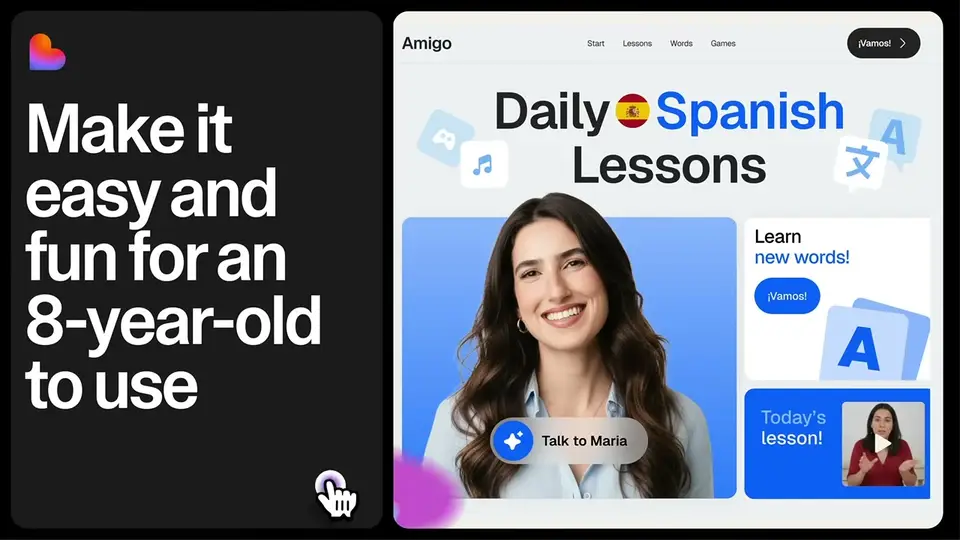 Make it
easy and
fun for an
8-year-old
to use
Amigo
Start
Lessons
Words
Games
¡Vamos!
Daily Spanish
Lessons
A
文
Learn
new words!
¡Vamos!
A
Talk to Maria
Today's
lesson!